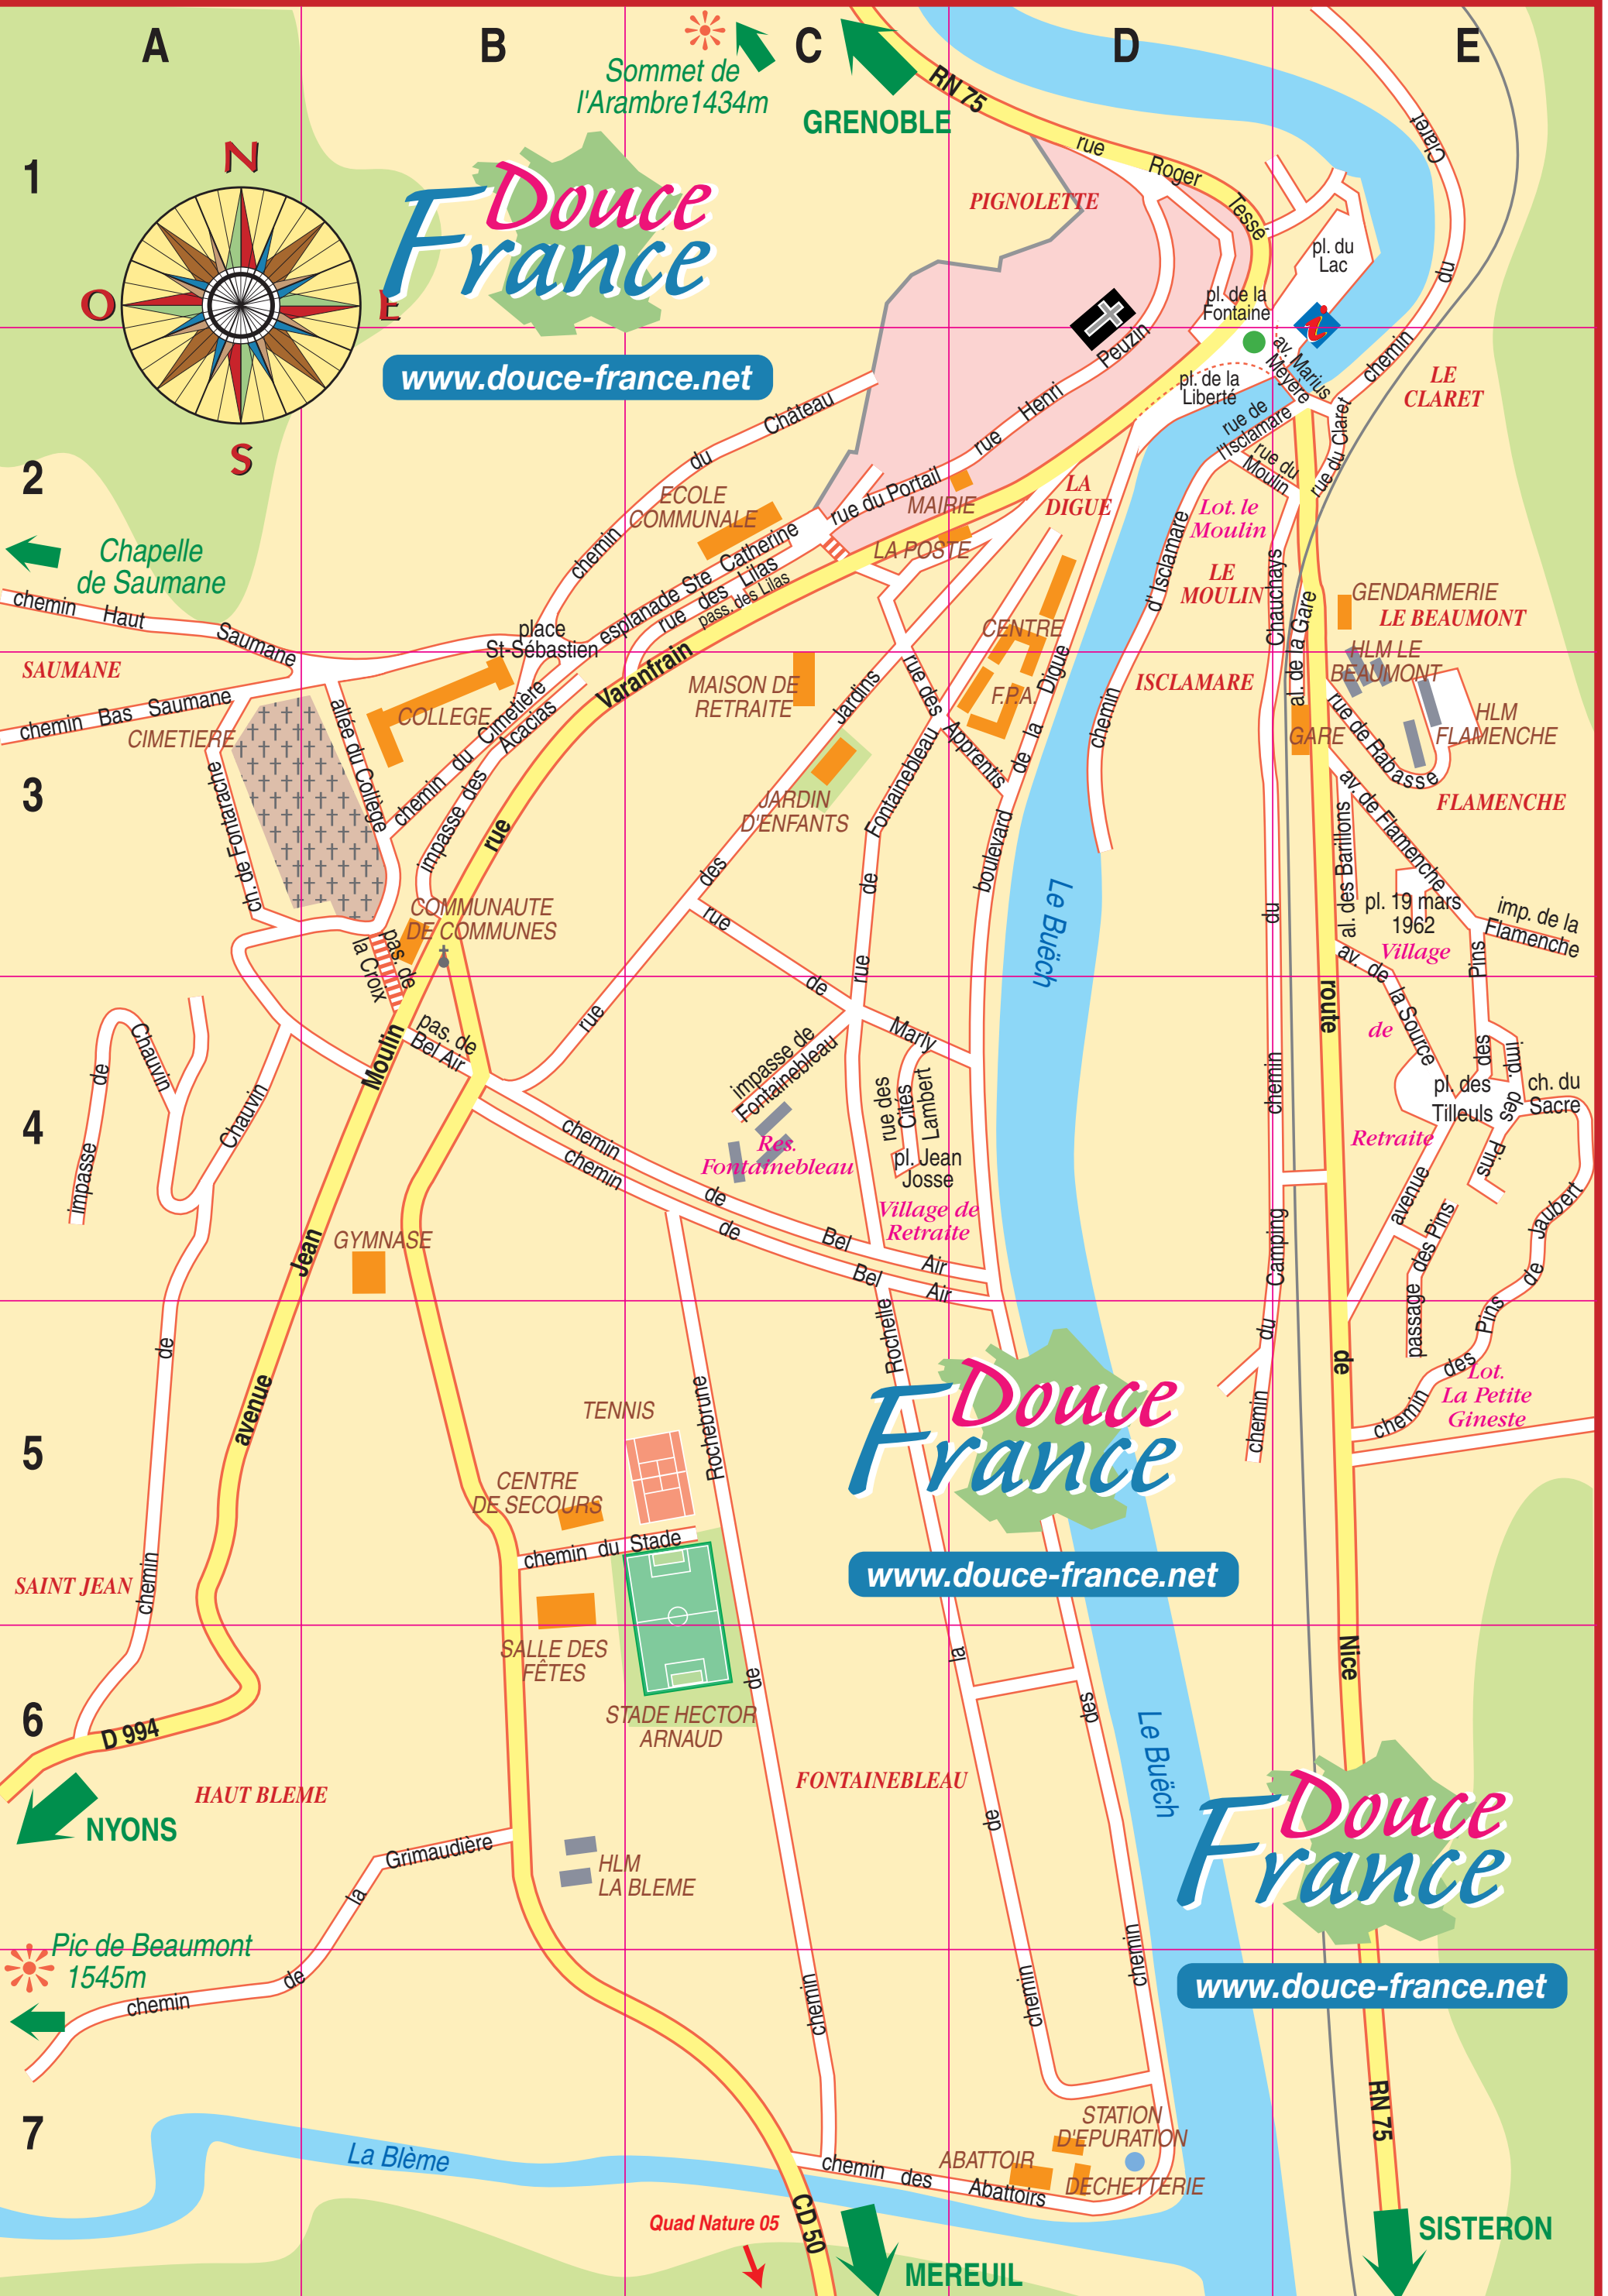 A
B
C
D
E
1
2
3
4
5
6
7
N
O
E
S
Sommet de
l'Arambre1434m
GRENOBLE
RN 75
Douce
France
www.douce-france.net
PIGNOLETTE
rue Roger Tessé
pl. du
Lac
pl. de la
Fontaine
i
av. Marius
Meyère
pl. de la
Liberté
rue de
l'Isclamare
rue du
Moulin
rue du Claret
chemin du Claret
LE
CLARET
rue Henri Peuzin
chemin du Château
ECOLE
COMMUNALE
rue du Portail
MAIRIE
LA
DIGUE
LA POSTE
Lot. le
Moulin
LE
MOULIN
Chapelle
de Saumane
chemin Haut Saumane
place
St-Sébastien
esplanade Ste Catherine
rue des Lilas
pass. des Lilas
CENTRE
F.P.A.
chemin d'Isclamare
Chauchays
al. de la Gare
GENDARMERIE
LE BEAUMONT
HLM LE
BEAUMONT
SAUMANE
chemin Bas Saumane
CIMETIERE
COLLEGE
allée du Collège
chemin du Cimetière
impasse des Acacias
rue Varanfrain
MAISON DE
RETRAITE
rue des Jardins
rue des Apprentis
boulevard de la Digue
ISCLAMARE
GARE
rue de Rabasse
HLM
FLAMENCHE
FLAMENCHE
ch. de Fontarache
JARDIN
D'ENFANTS
rue de Fontainebleau
av. de Flamenche
al. des Barillons
pl. 19 mars
1962
imp. de la
Flamenche
Village
de
Retraite
COMMUNAUTE
DE COMMUNES
pas. de
la Croix
rue de Marly
Le Buëch
av. de la Source
des Pins
impasse de Chauvin
chemin de Chauvin
pas. de
Bel Air
impasse de
Fontainebleau
rue des
Cités
Lambert
pl. Jean
Josse
Res.
Fontainebleau
Village de
Retraite
pl. des
Tilleuls
imp. des Pins
ch. du
Sacre
avenue
passage des Pins
chemin des Pins de Jaubert
chemin de Bel Air
chemin de Bel Air
GYMNASE
avenue Jean Moulin
chemin du Camping
chemin du
route de Nice
Lot.
La Petite
Gineste
TENNIS
CENTRE
DE SECOURS
chemin du Stade
chemin de Rochebrune
chemin de la Rochelle
Douce
France
www.douce-france.net
SAINT JEAN
SALLE DES
FÊTES
STADE HECTOR
ARNAUD
D 994
NYONS
HAUT BLEME
FONTAINEBLEAU
Le Buëch
chemin de la Grimaudière
HLM
LA BLEME
Douce
France
www.douce-france.net
Pic de Beaumont
1545m
chemin des
RN 75
La Blème
STATION
D'EPURATION
ABATTOIR
DECHETTERIE
chemin des Abattoirs
Quad Nature 05
CD 50
MEREUIL
SISTERON